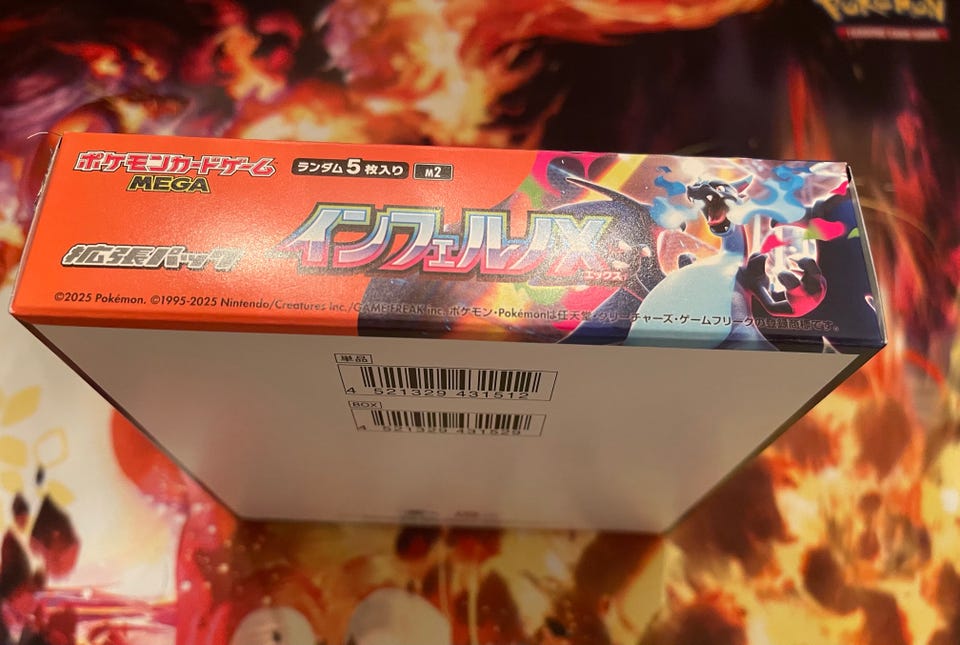 POKÉMON
ポケモンカードゲーム
MEGA
ランダム5枚入り
M2
拡張パック
インフェルノX
エックス
©2025 Pokémon. ©1995-2025 Nintendo/Creatures Inc./GAME FREAK inc. ポケモン・Pokémonは任天堂・クリーチャーズ・ゲームフリークの登録商標です。
単品
4 521329 431512
BOX
4 521329 431529